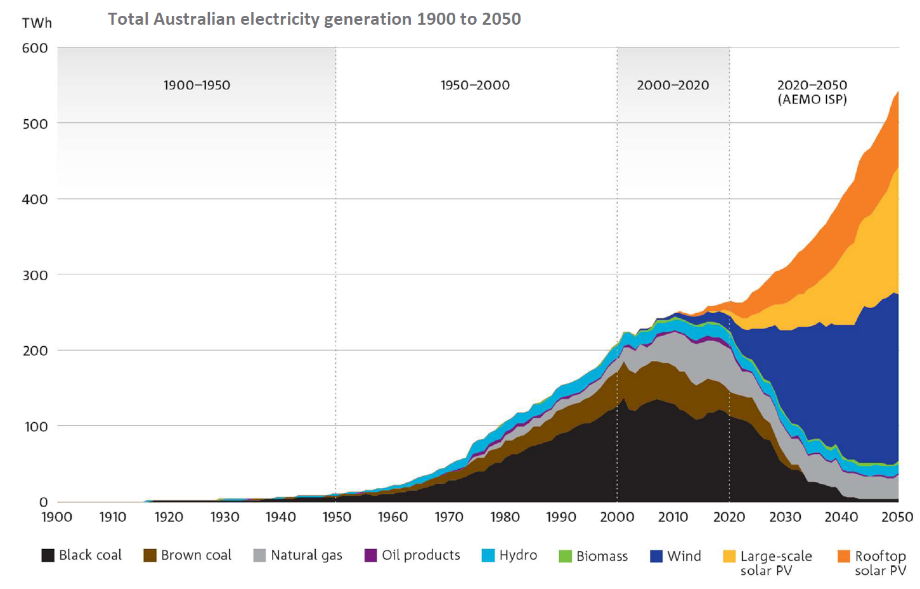 Total Australian electricity generation 1900 to 2050
TWh
600
500
400
300
200
100
0
1900–1950
1950–2000
2000–2020
2020–2050
(AEMO ISP)
1900 1910 1920 1930 1940 1950 1960 1970 1980 1990 2000 2010 2020 2030 2040 2050
Black coal Brown coal Natural gas Oil products Hydro Biomass Wind Large-scale Rooftop
solar PV solar PV